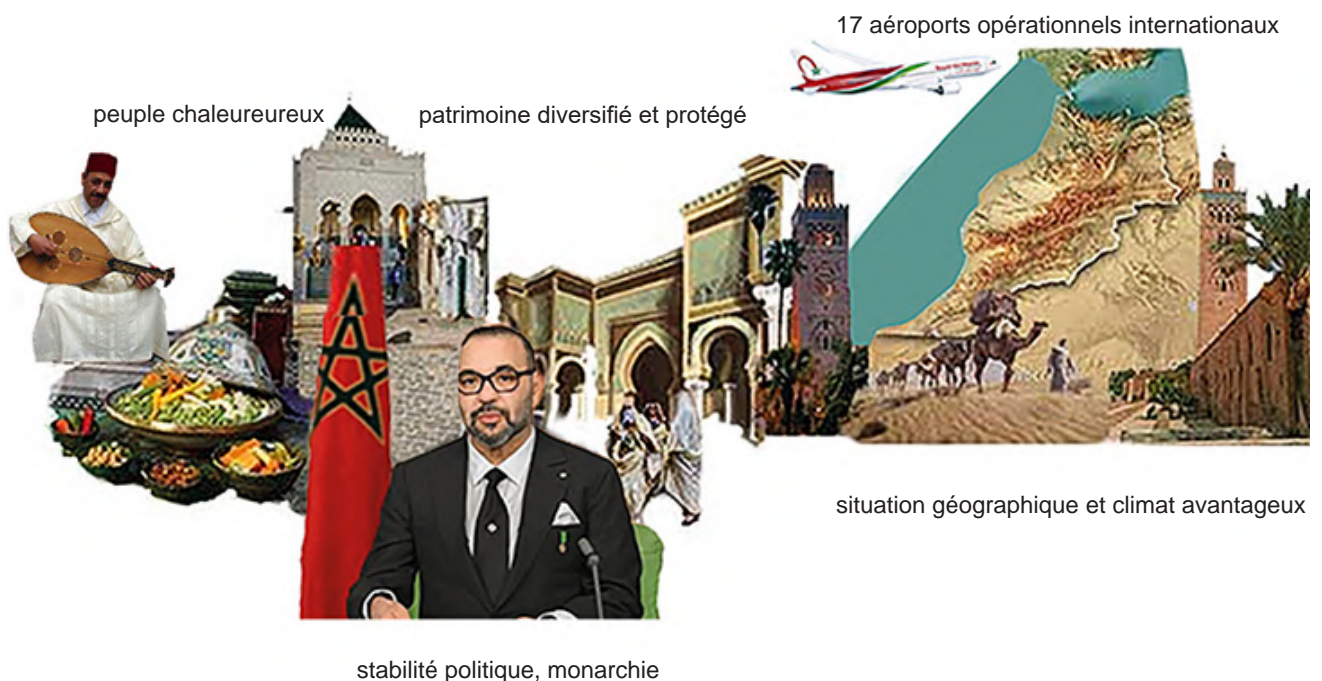 17 aéroports opérationnels internationaux
peuple chaleureureux
patrimoine diversifié et protégé
situation géographique et climat avantageux
stabilité politique, monarchie